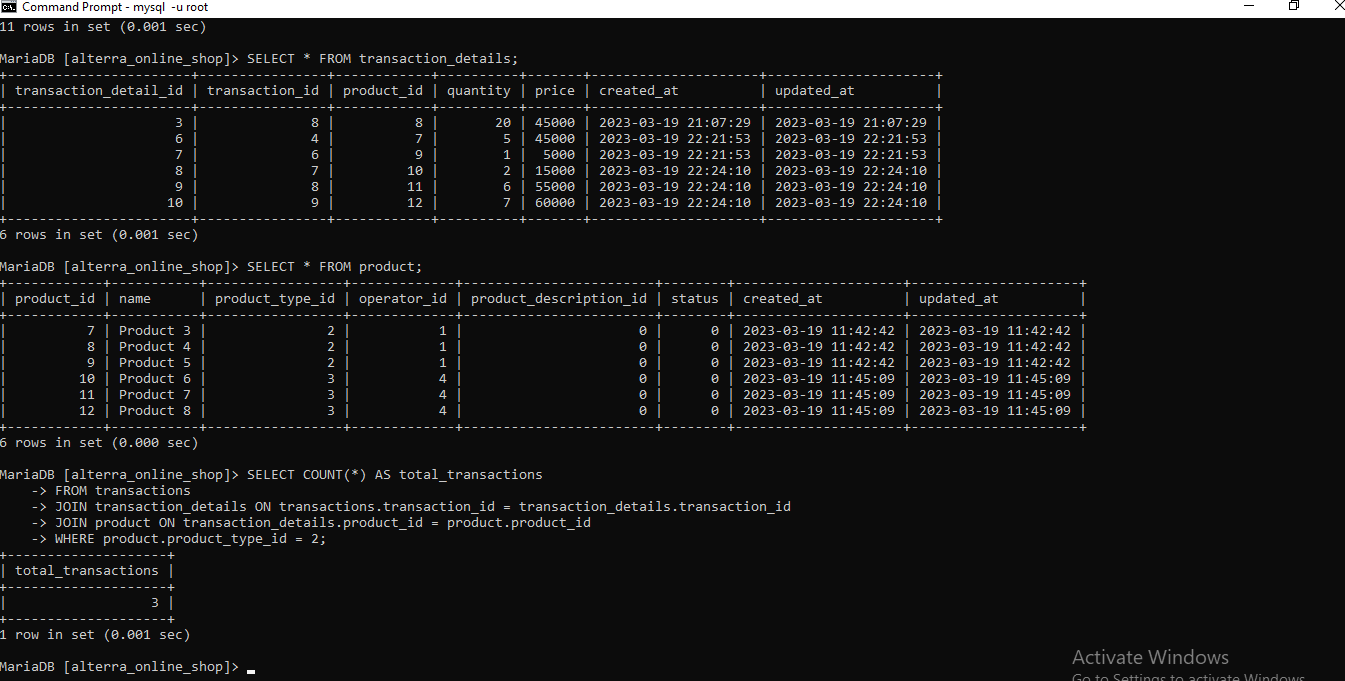 Command Prompt - mysql -u root
11 rows in set (0.001 sec)
MariaDB [alterra_online_shop]> SELECT * FROM transaction_details;
+-----------------------+----------------+------------+----------+-------+---------------------+---------------------+
| transaction_detail_id | transaction_id | product_id | quantity | price | created_at          | updated_at          |
+-----------------------+----------------+------------+----------+-------+---------------------+---------------------+
|                     3 |              8 |          8 |       20 | 45000 | 2023-03-19 21:07:29 | 2023-03-19 21:07:29 |
|                     6 |              4 |          7 |        5 | 45000 | 2023-03-19 22:21:53 | 2023-03-19 22:21:53 |
|                     7 |              6 |          9 |        1 |  5000 | 2023-03-19 22:21:53 | 2023-03-19 22:21:53 |
|                     8 |              7 |         10 |        2 | 15000 | 2023-03-19 22:24:10 | 2023-03-19 22:24:10 |
|                     9 |              8 |         11 |        6 | 55000 | 2023-03-19 22:24:10 | 2023-03-19 22:24:10 |
|                    10 |              9 |         12 |        7 | 60000 | 2023-03-19 22:24:10 | 2023-03-19 22:24:10 |
+-----------------------+----------------+------------+----------+-------+---------------------+---------------------+
6 rows in set (0.001 sec)
MariaDB [alterra_online_shop]> SELECT * FROM product;
+------------+-----------+-----------------+-------------+------------------------+--------+---------------------+---------------------+
| product_id | name      | product_type_id | operator_id | product_description_id | status | created_at          | updated_at          |
+------------+-----------+-----------------+-------------+------------------------+--------+---------------------+---------------------+
|          7 | Product 3 |               2 |           1 |                      0 |      0 | 2023-03-19 11:42:42 | 2023-03-19 11:42:42 |
|          8 | Product 4 |               2 |           1 |                      0 |      0 | 2023-03-19 11:42:42 | 2023-03-19 11:42:42 |
|          9 | Product 5 |               2 |           1 |                      0 |      0 | 2023-03-19 11:42:42 | 2023-03-19 11:42:42 |
|         10 | Product 6 |               3 |           4 |                      0 |      0 | 2023-03-19 11:45:09 | 2023-03-19 11:45:09 |
|         11 | Product 7 |               3 |           4 |                      0 |      0 | 2023-03-19 11:45:09 | 2023-03-19 11:45:09 |
|         12 | Product 8 |               3 |           4 |                      0 |      0 | 2023-03-19 11:45:09 | 2023-03-19 11:45:09 |
+------------+-----------+-----------------+-------------+------------------------+--------+---------------------+---------------------+
6 rows in set (0.000 sec)
MariaDB [alterra_online_shop]> SELECT COUNT(*) AS total_transactions
    -> FROM transactions
    -> JOIN transaction_details ON transactions.transaction_id = transaction_details.transaction_id
    -> JOIN product ON transaction_details.product_id = product.product_id
    -> WHERE product.product_type_id = 2;
+--------------------+
| total_transactions |
+--------------------+
|                  3 |
+--------------------+
1 row in set (0.001 sec)
MariaDB [alterra_online_shop]>
Activate Windows
Go to Settings to activate Windows.